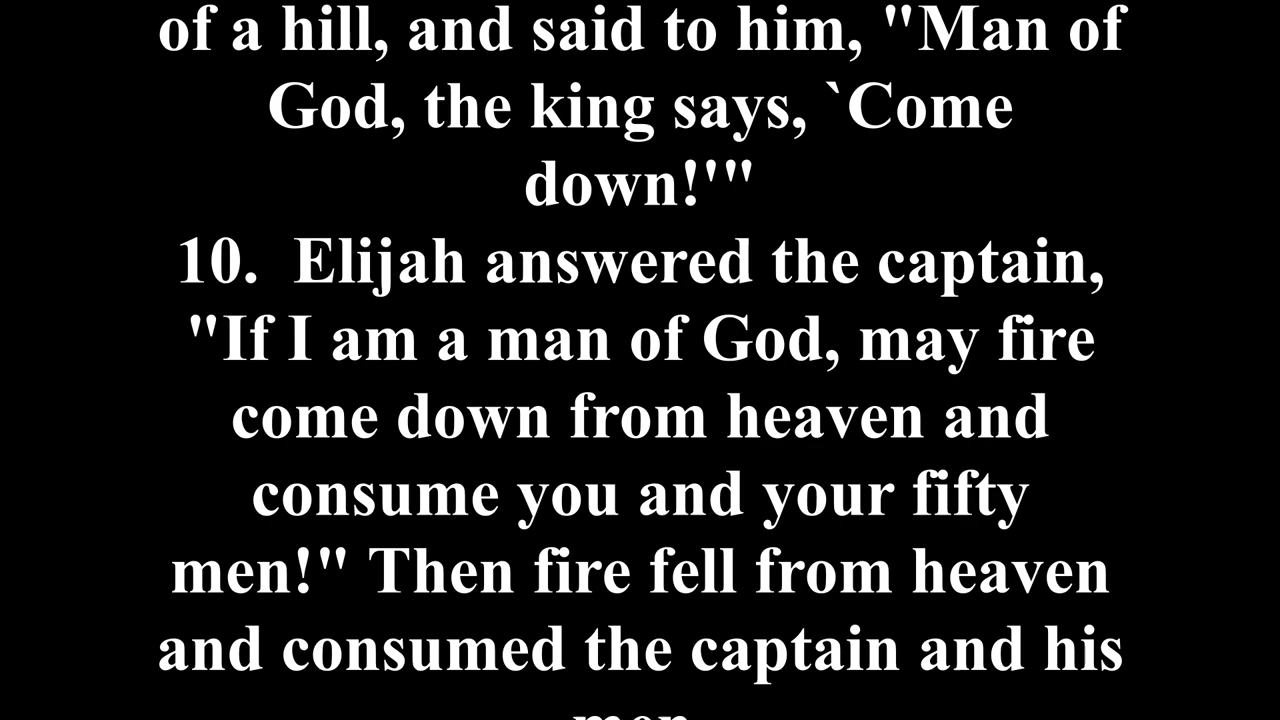 of a hill, and said to him, "Man of
God, the king says, `Come
down!'"
10.  Elijah answered the captain,
"If I am a man of God, may fire
come down from heaven and
consume you and your fifty
men!" Then fire fell from heaven
and consumed the captain and his